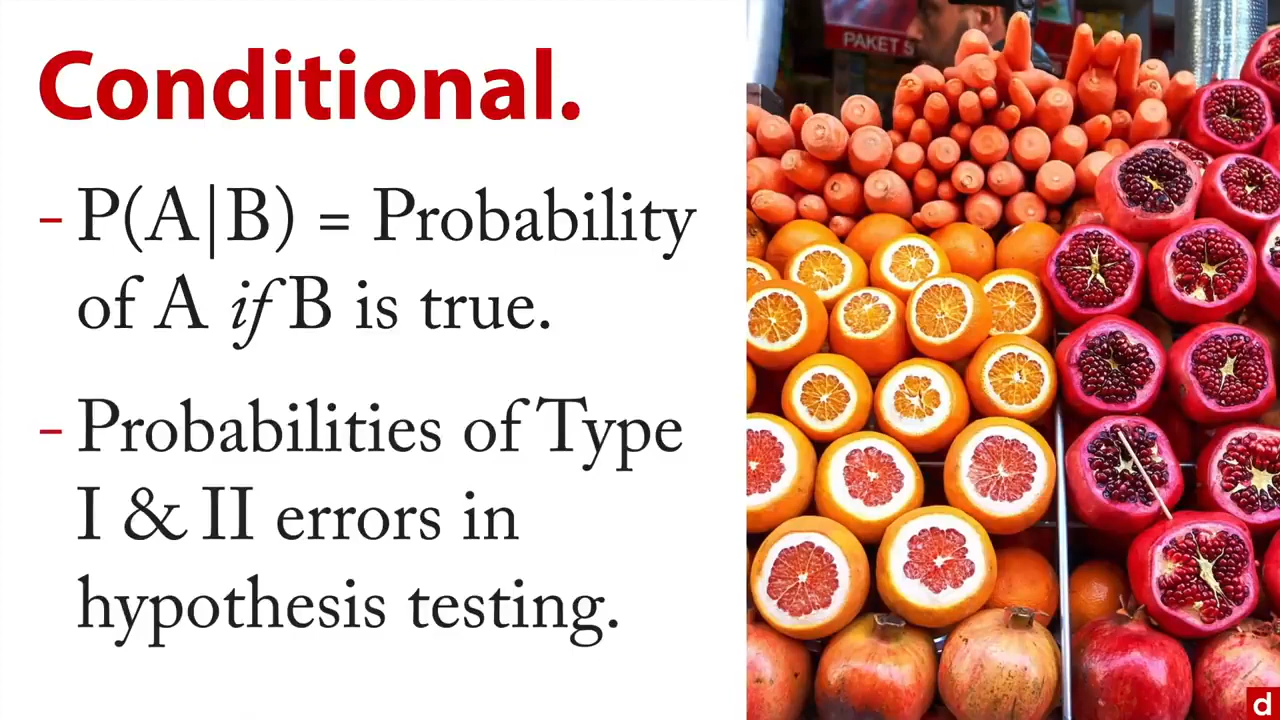 Conditional.
- P(A|B) = Probability
of A if B is true.
- Probabilities of Type
I & II errors in
hypothesis testing.
PAKET S
d